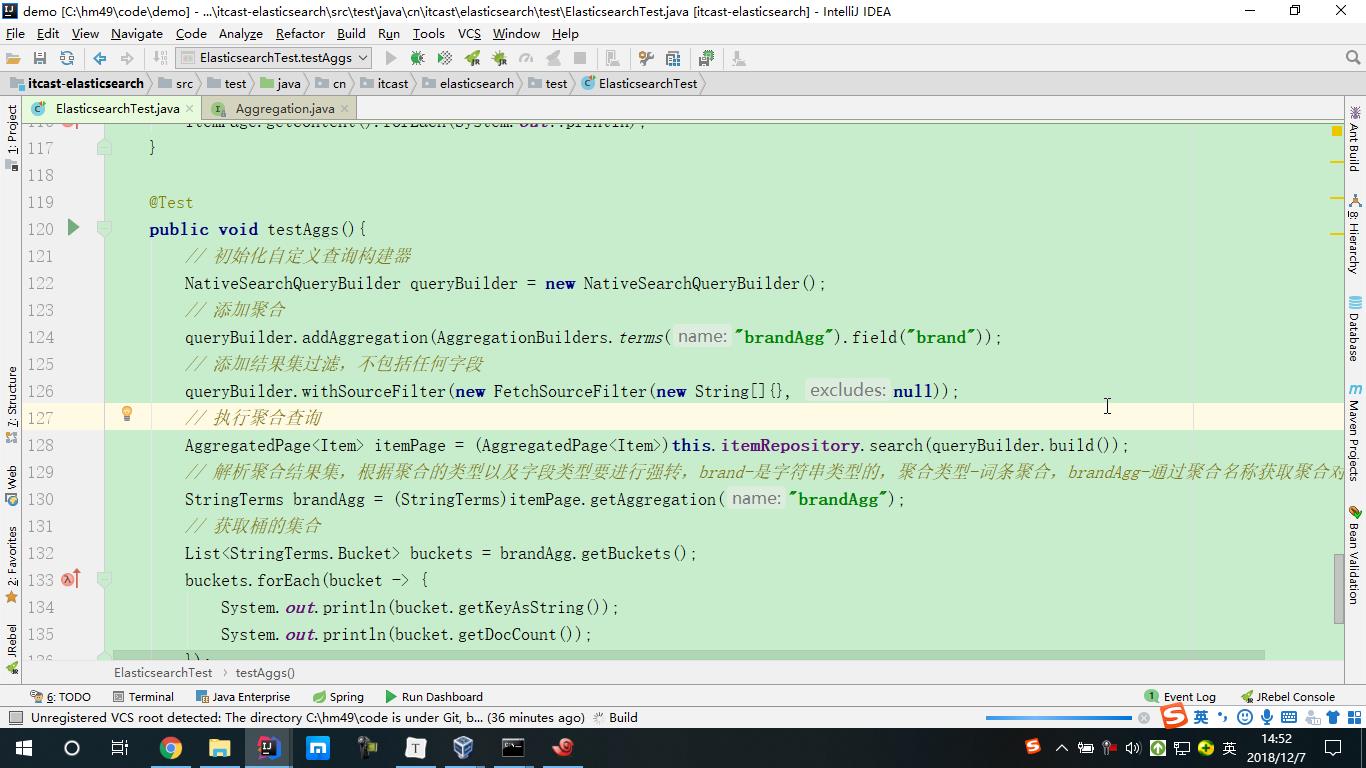 demo [C:\hm49\code\demo] - ...\itcast-elasticsearch\src\test\java\cn\itcast\elasticsearch\test\ElasticsearchTest.java [itcast-elasticsearch] - IntelliJ IDEA
File Edit View Navigate Code Analyze Refactor Build Run Tools VCS Window Help
ElasticsearchTest.testAggs
itcast-elasticsearch src test java cn itcast elasticsearch test ElasticsearchTest
ElasticsearchTest.java Aggregation.java
116 itemPage.getContent().forEach(System.out::println);
117 }
118
119 @Test
120 public void testAggs(){
121 // 初始化自定义查询构建器
122 NativeSearchQueryBuilder queryBuilder = new NativeSearchQueryBuilder();
123 // 添加聚合
124 queryBuilder.addAggregation(AggregationBuilders.terms( name: "brandAgg").field("brand"));
125 // 添加结果集过滤，不包括任何字段
126 queryBuilder.withSourceFilter(new FetchSourceFilter(new String[]{}, excludes: null));
127 // 执行聚合查询
128 AggregatedPage<Item> itemPage = (AggregatedPage<Item>)this.itemRepository.search(queryBuilder.build());
129 // 解析聚合结果集，根据聚合的类型以及字段类型要进行强转，brand-是字符串类型的，聚合类型-词条聚合，brandAgg-通过聚合名称获取聚合对
130 StringTerms brandAgg = (StringTerms)itemPage.getAggregation( name: "brandAgg");
131 // 获取桶的集合
132 List<StringTerms.Bucket> buckets = brandAgg.getBuckets();
133 buckets.forEach(bucket -> {
134 System.out.println(bucket.getKeyAsString());
135 System.out.println(bucket.getDocCount());
136 });
ElasticsearchTest testAggs()
1: Project
7: Structure
Web
2: Favorites
JRebel
Ant Build
8: Hierarchy
Database
Maven Projects
Bean Validation
6: TODO Terminal Java Enterprise Spring Run Dashboard 1 Event Log JRebel Console
Unregistered VCS root detected: The directory C:\hm49\code is under Git, b... (36 minutes ago) Build
英
英 14:52
2018/12/7